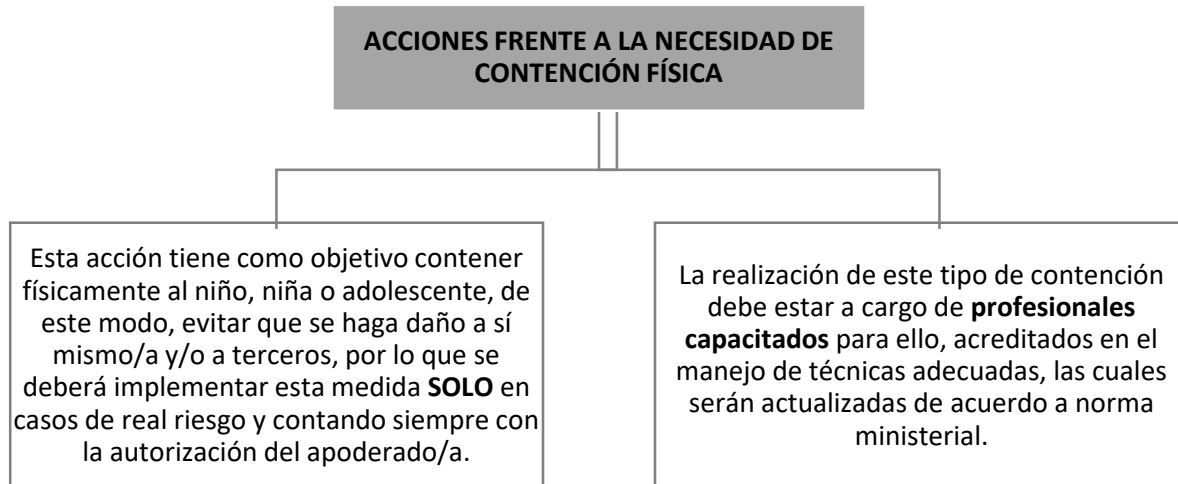 ACCIONES FRENTE A LA NECESIDAD DE
CONTENCIÓN FÍSICA
Esta acción tiene como objetivo contener
físicamente al niño, niña o adolescente, de
este modo, evitar que se haga daño a sí
mismo/a y/o a terceros, por lo que se
deberá implementar esta medida SOLO en
casos de real riesgo y contando siempre con
la autorización del apoderado/a.
La realización de este tipo de contención
debe estar a cargo de profesionales
capacitados para ello, acreditados en el
manejo de técnicas adecuadas, las cuales
serán actualizadas de acuerdo a norma
ministerial.